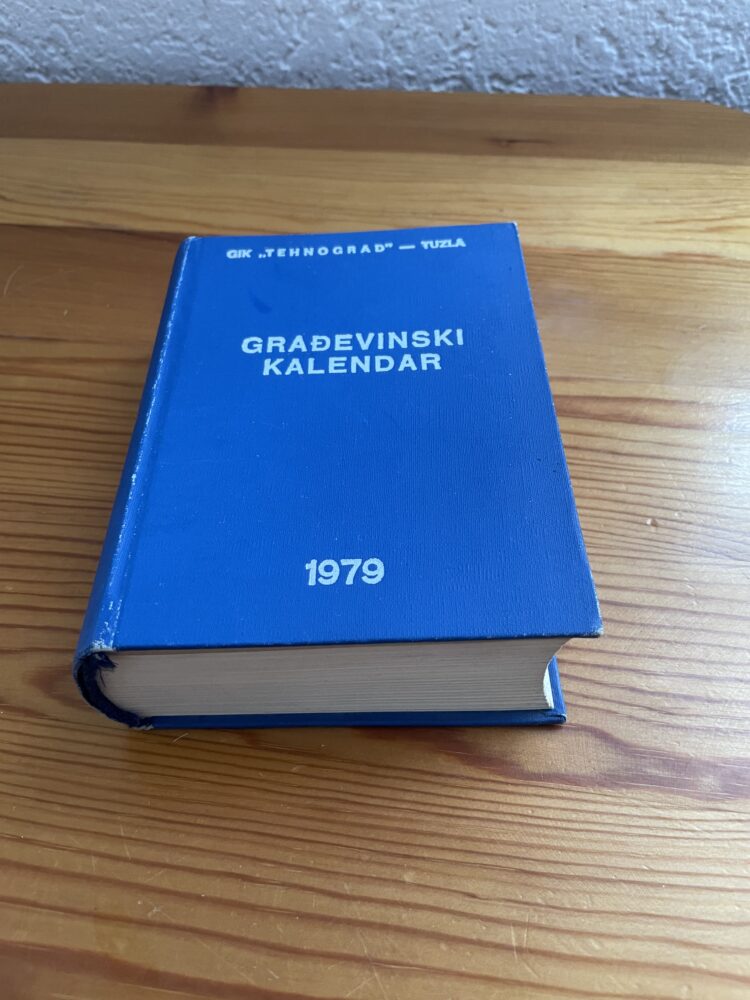 GIK „TEHNOGRAD" — TUZLA
GRAĐEVINSKI
KALENDAR
1979